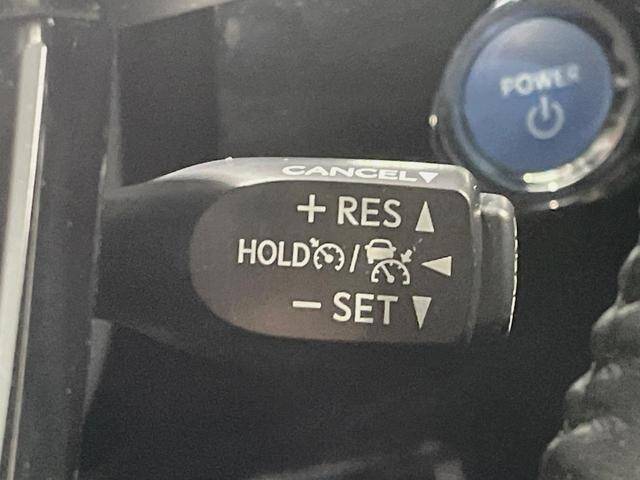 POWER
CANCEL
+ RES
HOLD /
- SET